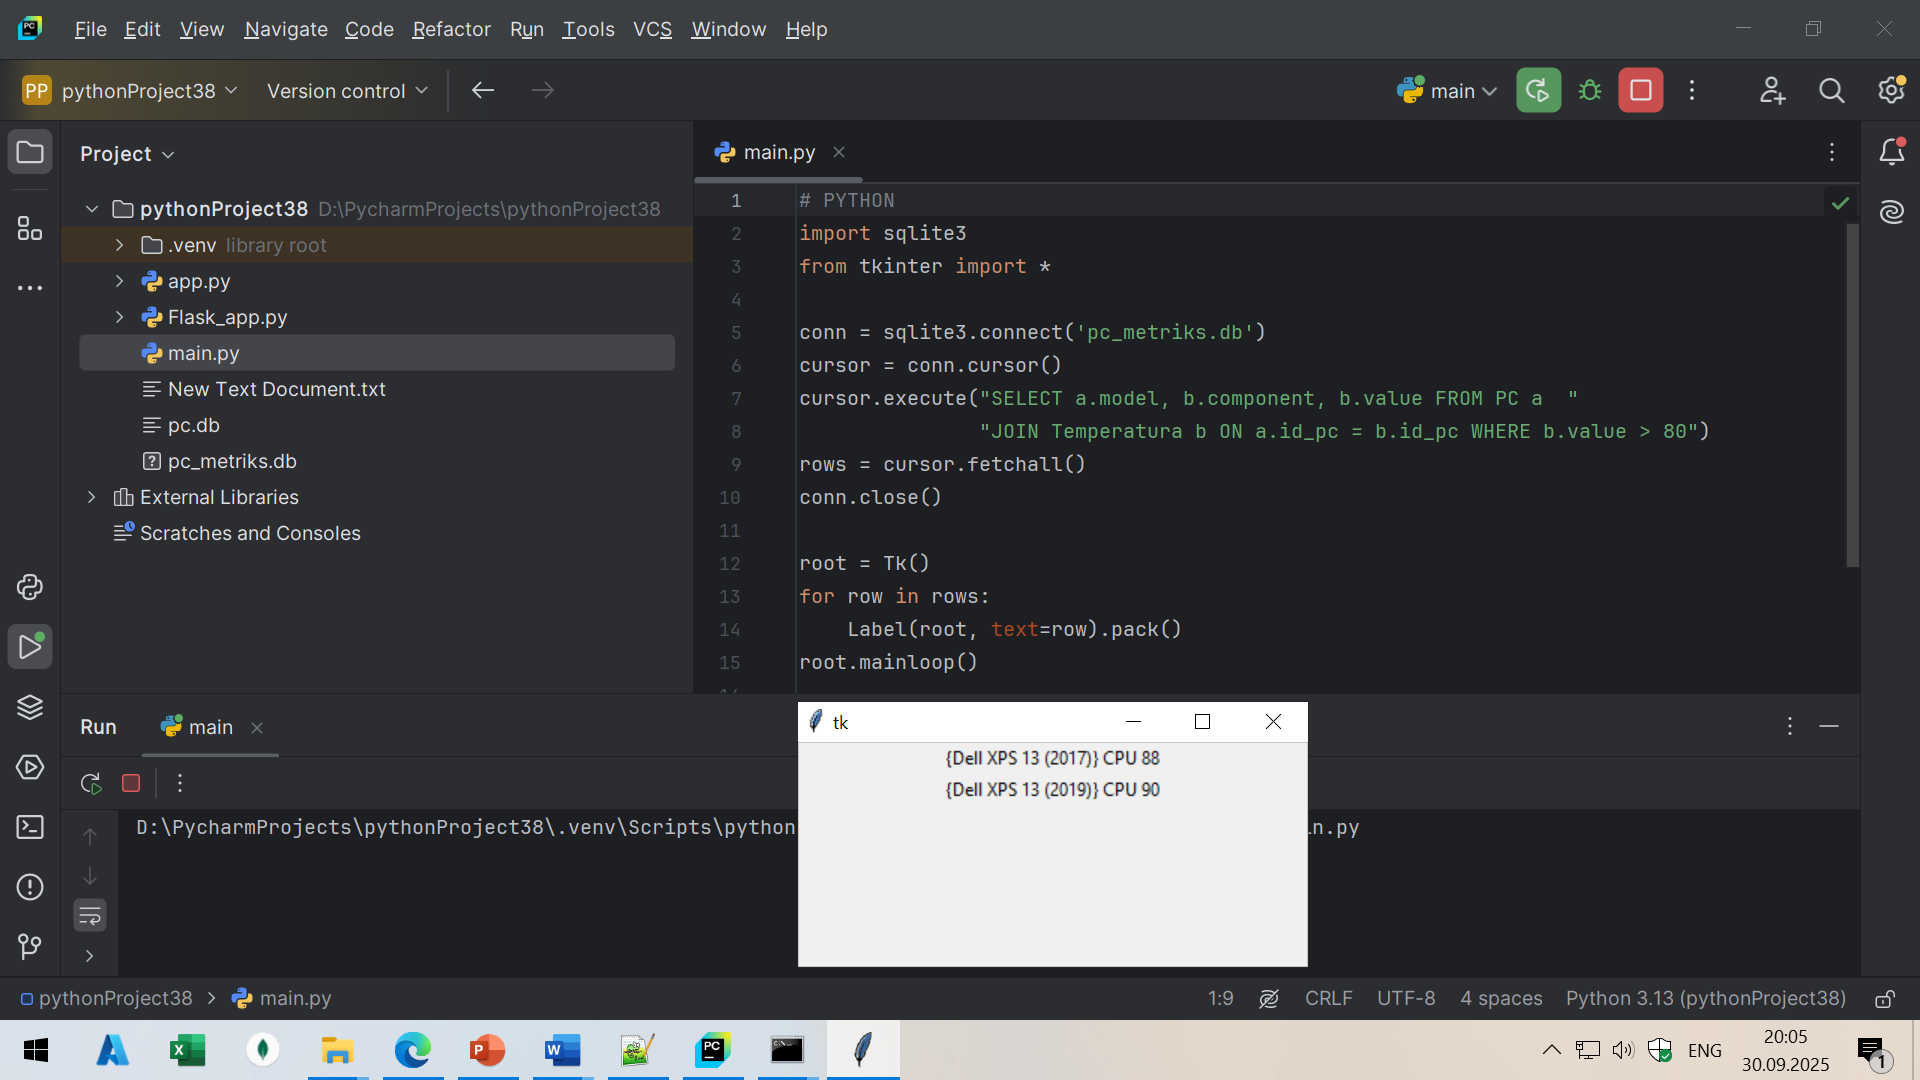 File Edit View Navigate Code Refactor Run Tools VCS Window Help
PP pythonProject38 Version control main
Project
main.py
pythonProject38 D:\PycharmProjects\pythonProject38
.venv library root
app.py
Flask_app.py
main.py
New Text Document.txt
pc.db
pc_metriks.db
External Libraries
Scratches and Consoles
1 # PYTHON
2 import sqlite3
3 from tkinter import *
4
5 conn = sqlite3.connect('pc_metriks.db')
6 cursor = conn.cursor()
7 cursor.execute("SELECT a.model, b.component, b.value FROM PC a  "
8 "JOIN Temperatura b ON a.id_pc = b.id_pc WHERE b.value > 80")
9 rows = cursor.fetchall()
10 conn.close()
11
12 root = Tk()
13 for row in rows:
14 Label(root, text=row).pack()
15 root.mainloop()
Run main
tk
{Dell XPS 13 (2017)} CPU 88
{Dell XPS 13 (2019)} CPU 90
D:\PycharmProjects\pythonProject38\.venv\Scripts\python in.py
pythonProject38 > main.py
1:9 CRLF UTF-8 4 spaces Python 3.13 (pythonProject38)
ENG
20:05
30.09.2025
1